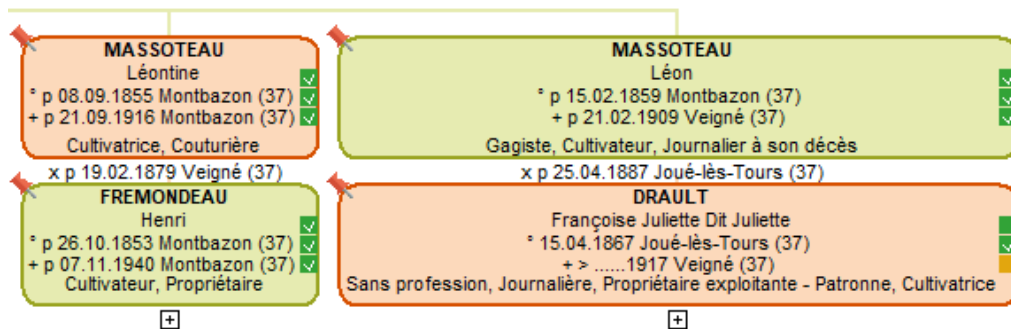 MASSOTEAU
Léontine
° p 08.09.1855 Montbazon (37)
+ p 21.09.1916 Montbazon (37)
Cultivatrice, Couturière
x p 19.02.1879 Veigné (37)
FREMONDEAU
Henri
° p 26.10.1853 Montbazon (37)
+ p 07.11.1940 Montbazon (37)
Cultivateur, Propriétaire
MASSOTEAU
Léon
° p 15.02.1859 Montbazon (37)
+ p 21.02.1909 Veigné (37)
Gagiste, Cultivateur, Journalier à son décès
x p 25.04.1887 Joué-lès-Tours (37)
DRAULT
Françoise Juliette Dit Juliette
° 15.04.1867 Joué-lès-Tours (37)
+ > ......1917 Veigné (37)
Sans profession, Journalière, Propriétaire exploitante - Patronne, Cultivatrice